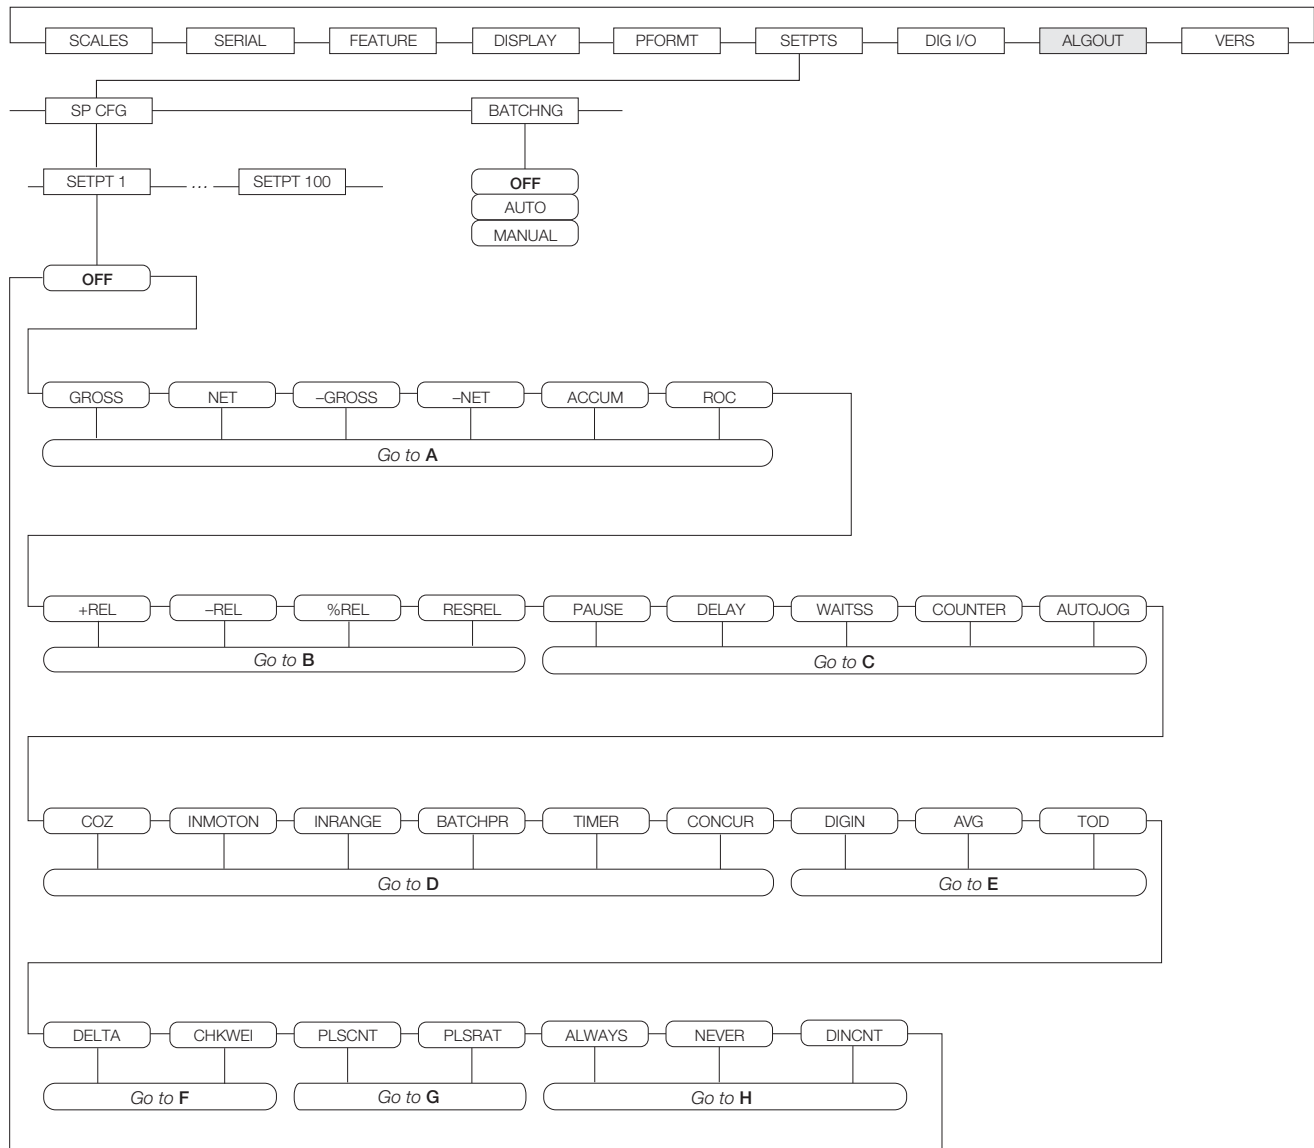 SCALES SERIAL FEATURE DISPLAY PFORMT SETPTS DIG I/O ALGOUT VERS
SP CFG BATCHNG
SETPT 1 ... SETPT 100
OFF
AUTO
MANUAL
OFF
GROSS NET –GROSS –NET ACCUM ROC
Go to A
+REL –REL %REL RESREL PAUSE DELAY WAITSS COUNTER AUTOJOG
Go to B Go to C
COZ INMOTON INRANGE BATCHPR TIMER CONCUR DIGIN AVG TOD
Go to D Go to E
DELTA CHKWEI PLSCNT PLSRAT ALWAYS NEVER DINCNT
Go to F Go to G Go to H